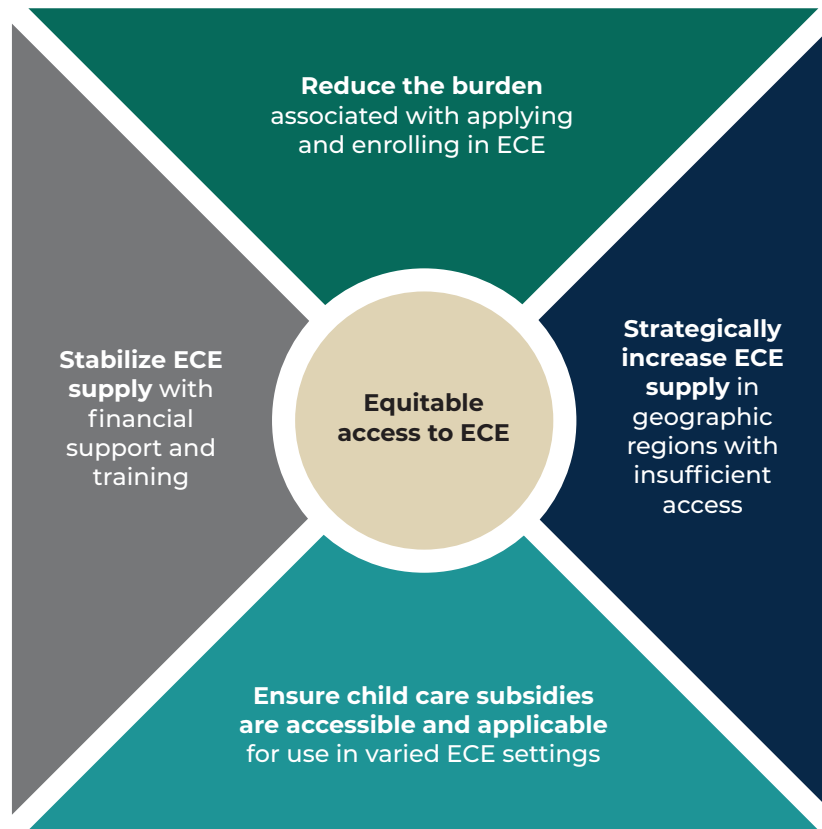 Reduce the burden
associated with applying
and enrolling in ECE
Stabilize ECE
supply with
financial
support and
training
Equitable
access to ECE
Strategically
increase ECE
supply in
geographic
regions with
insufficient
access
Ensure child care subsidies
are accessible and applicable
for use in varied ECE settings